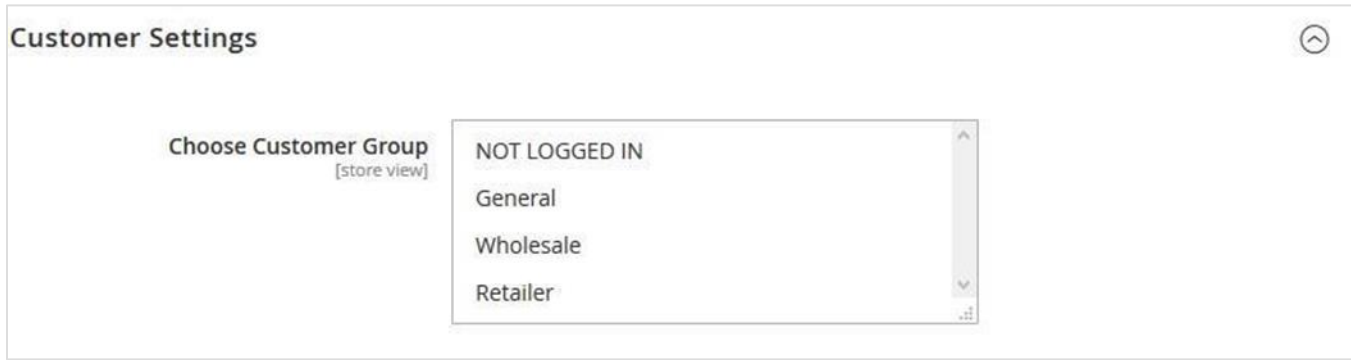 Customer Settings
Choose Customer Group
[store view]
NOT LOGGED IN
General
Wholesale
Retailer